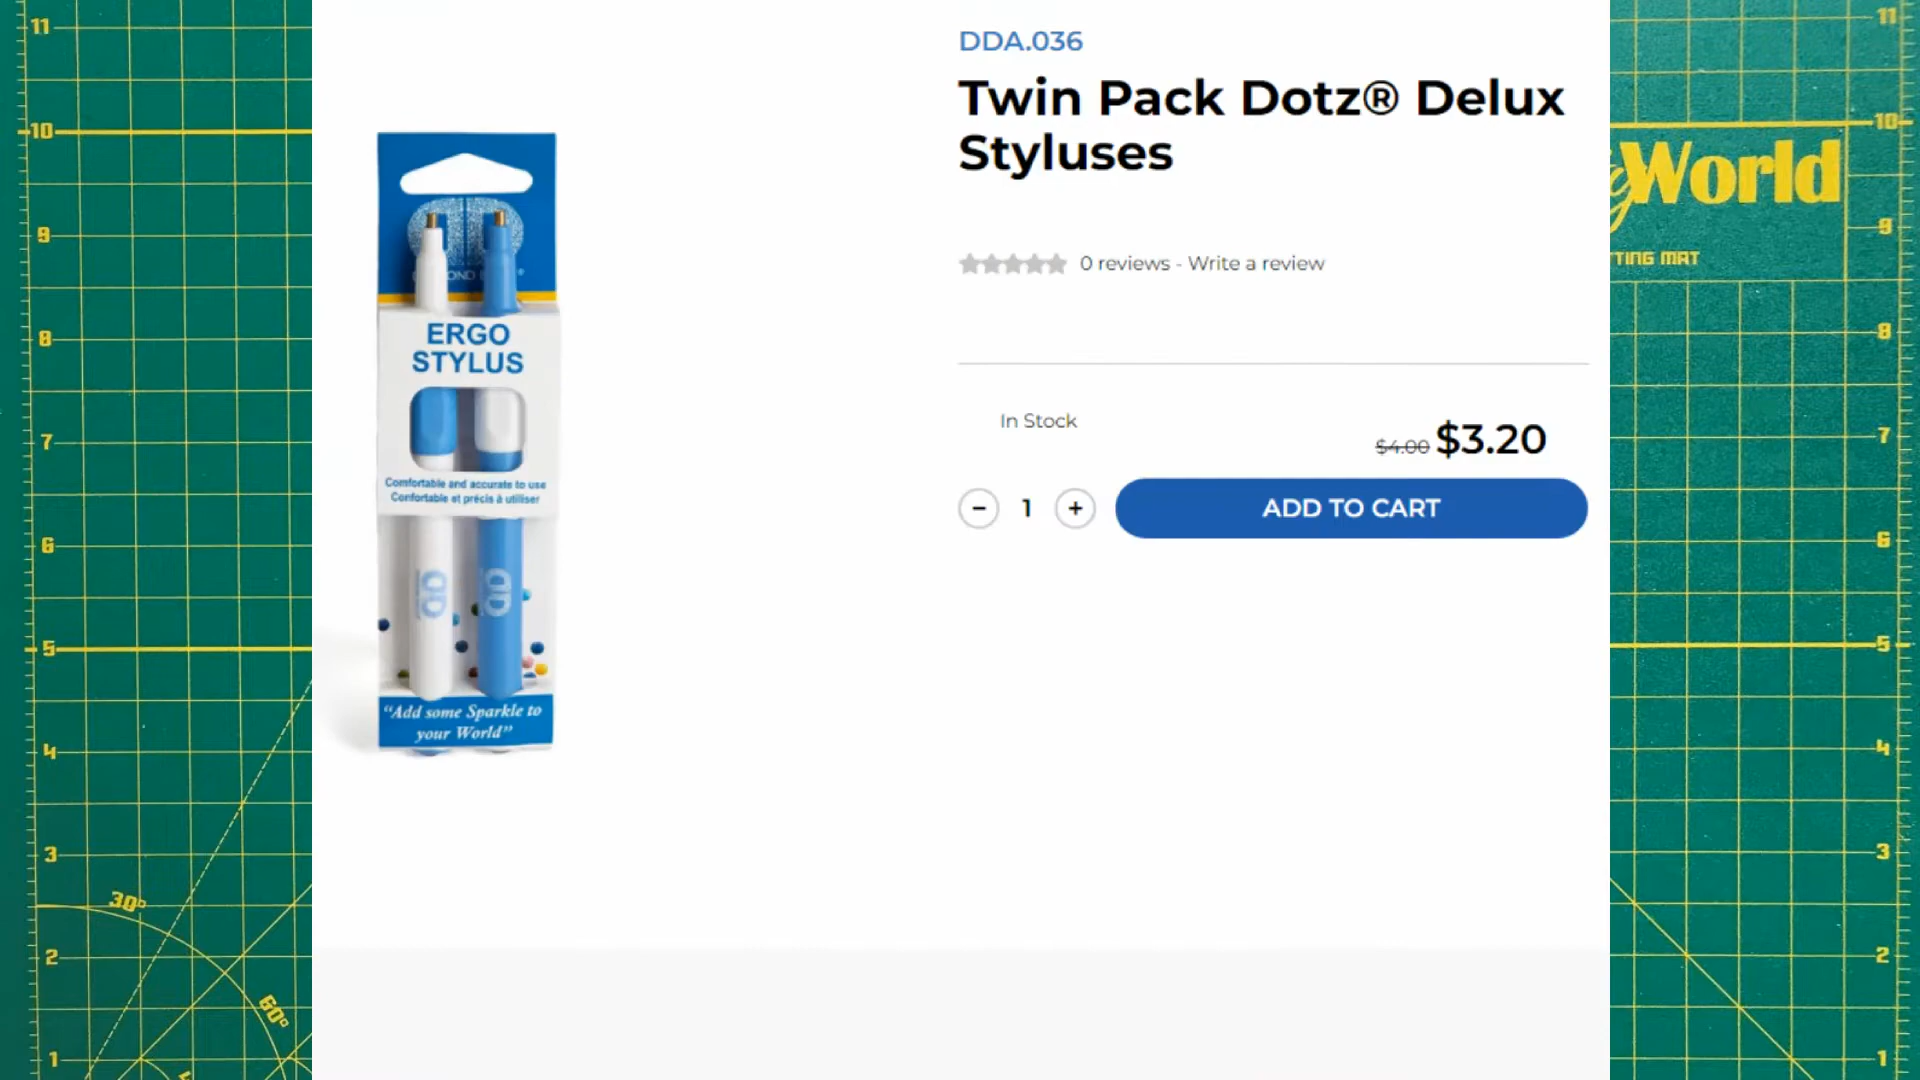 DDA.036
Twin Pack Dotz® Delux
Styluses
0 reviews - Write a review
In Stock
$4.00 $3.20
− 1 +
ADD TO CART
ERGO
STYLUS
Comfortable and accurate to use
Confortable et précis à utiliser
DD
DD
"Add some Sparkle to
your World"
11
10
9
8
7
6
5
4
3
2
1
30°
60°
World
TING MAT
11
10
9
8
7
6
5
4
3
2
1